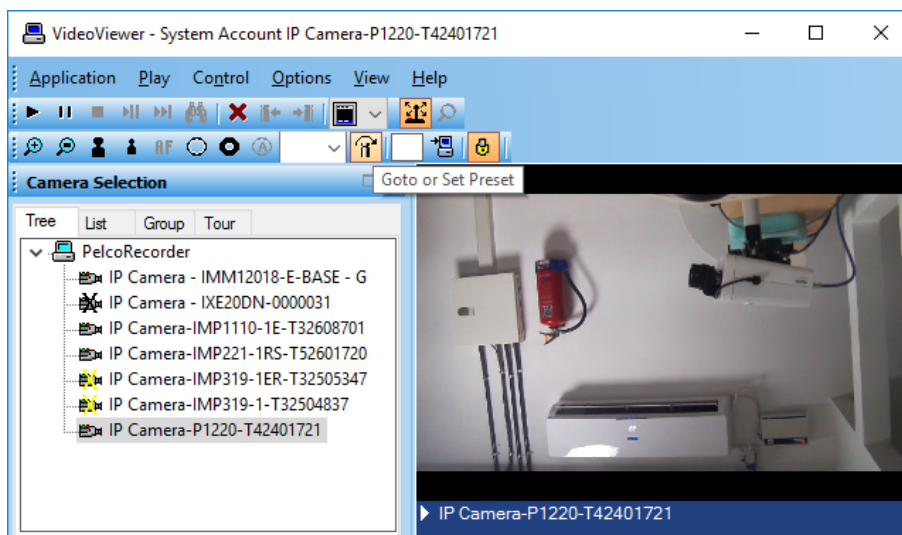 VideoViewer - System Account IP Camera-P1220-T42401721
Application Play Control Options View Help
AF A
Goto or Set Preset
Camera Selection
Tree List Group Tour
PelcoRecorder
IP Camera - IMM12018-E-BASE - G
IP Camera - IXE20DN-0000031
IP Camera-IMP1110-1E-T32608701
IP Camera-IMP221-1RS-T52601720
IP Camera-IMP319-1ER-T32505347
IP Camera-IMP319-1-T32504837
IP Camera-P1220-T42401721
IP Camera-P1220-T42401721